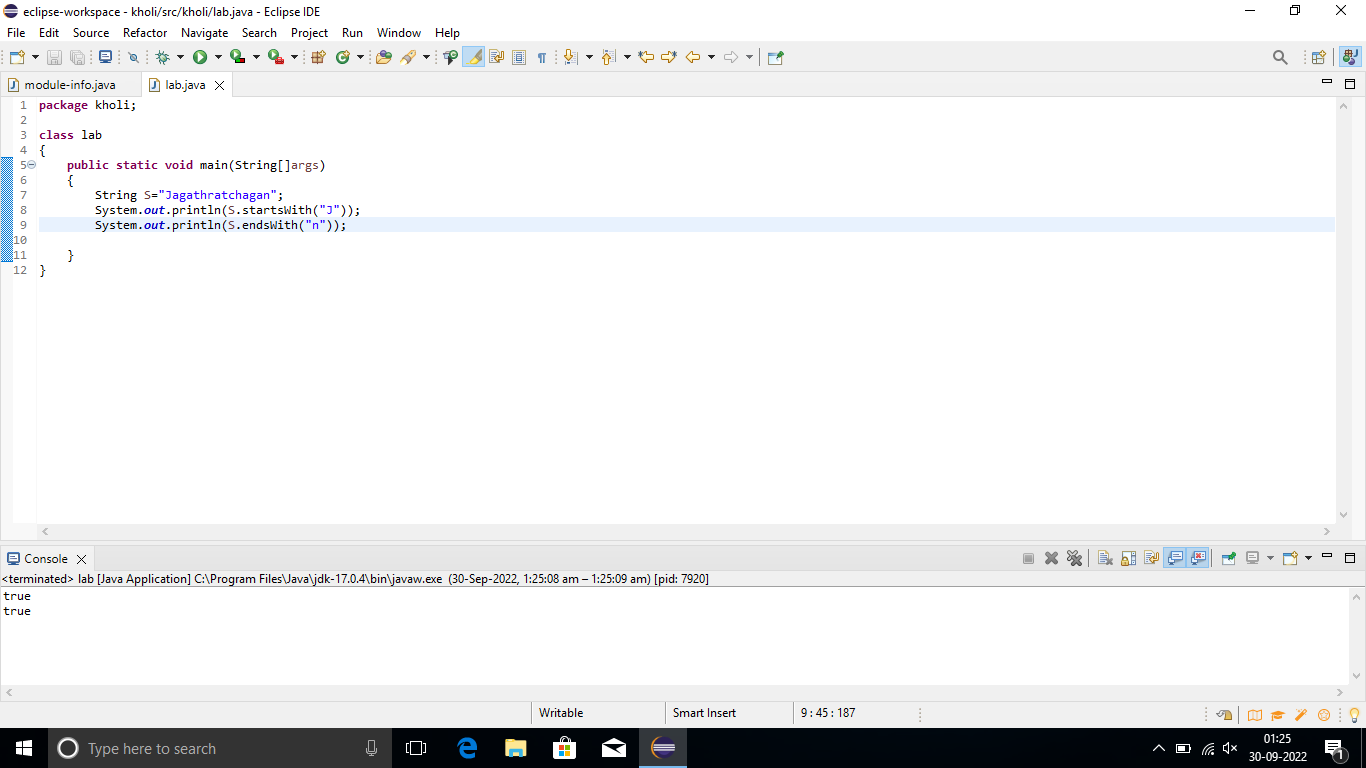 eclipse-workspace - kholi/src/kholi/lab.java - Eclipse IDE
File Edit Source Refactor Navigate Search Project Run Window Help
module-info.java lab.java
1 package kholi;
2
3 class lab
4 {
5 public static void main(String[]args)
6 {
7 String S="Jagathratchagan";
8 System.out.println(S.startsWith("J"));
9 System.out.println(S.endsWith("n"));
10
11 }
12 }
Console
<terminated> lab [Java Application] C:\Program Files\Java\jdk-17.0.4\bin\javaw.exe (30-Sep-2022, 1:25:08 am – 1:25:09 am) [pid: 7920]
true
true
Writable Smart Insert 9 : 45 : 187
Type here to search
01:25
30-09-2022
1